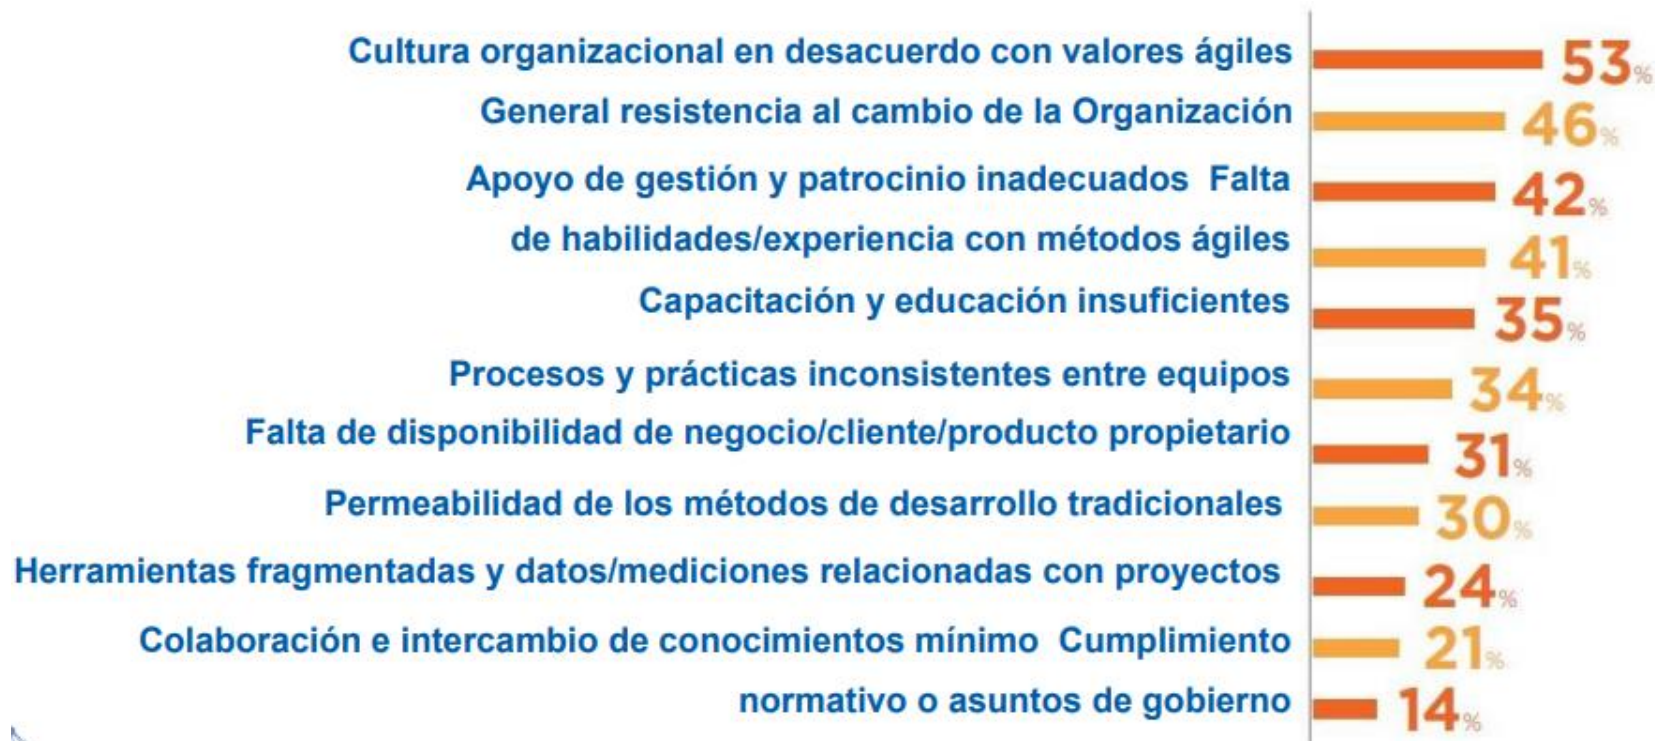 Cultura organizacional en desacuerdo con valores ágiles 53%
General resistencia al cambio de la Organización 46%
Apoyo de gestión y patrocinio inadecuados Falta 42%
de habilidades/experiencia con métodos ágiles 41%
Capacitación y educación insuficientes 35%
Procesos y prácticas inconsistentes entre equipos 34%
Falta de disponibilidad de negocio/cliente/producto propietario 31%
Permeabilidad de los métodos de desarrollo tradicionales 30%
Herramientas fragmentadas y datos/mediciones relacionadas con proyectos 24%
Colaboración e intercambio de conocimientos mínimo Cumplimiento 21%
normativo o asuntos de gobierno 14%